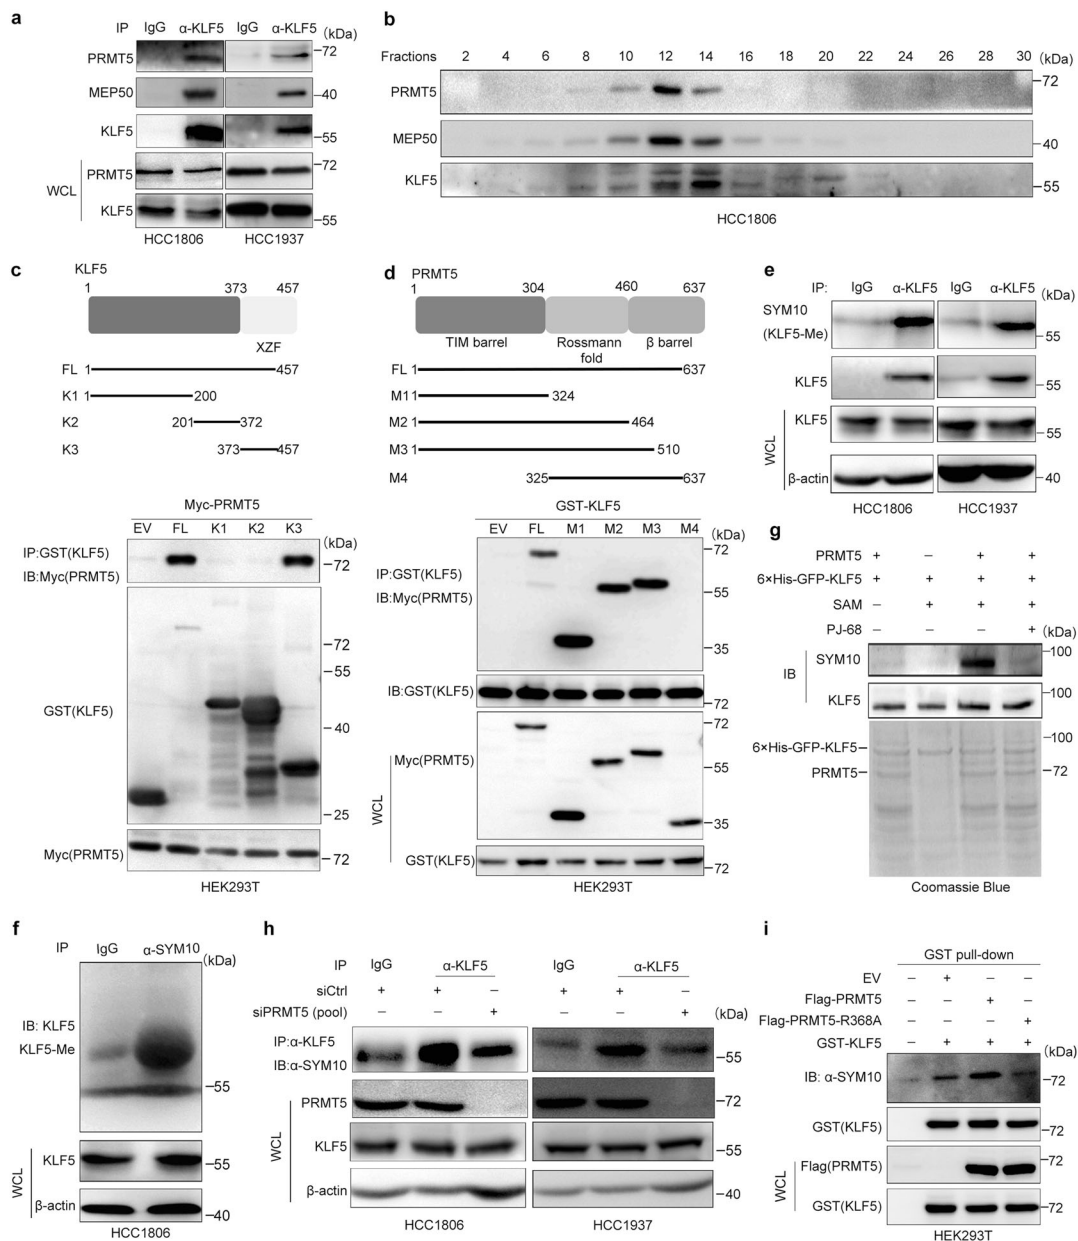 a
IP IgG α-KLF5 IgG α-KLF5 (kDa)
PRMT5 72
MEP50 40
KLF5 55
WCL PRMT5 72
KLF5 55
HCC1806 HCC1937
b
Fractions 2 4 6 8 10 12 14 16 18 20 22 24 26 28 30 (kDa)
PRMT5 72
MEP50 40
KLF5 55
HCC1806
c
KLF5
1 373 457
XZF
FL 1 457
K1 1 200
K2 201 372
K3 373 457
Myc-PRMT5
EV FL K1 K2 K3
(kDa)
IP:GST(KLF5)
IB:Myc(PRMT5) 72
72
55
GST(KLF5)
40
25
Myc(PRMT5) 72
HEK293T
d
PRMT5
1 304 460 637
TIM barrel Rossmann fold β barrel
FL 1 637
M1 1 324
M2 1 464
M3 1 510
M4 325 637
GST-KLF5
EV FL M1 M2 M3 M4 (kDa)
72
IP:GST(KLF5)
IB:Myc(PRMT5) 55
35
IB:GST(KLF5)
72
72
Myc(PRMT5)
55
WCL
35
GST(KLF5) 72
HEK293T
e
IP: IgG α-KLF5 IgG α-KLF5 (kDa)
SYM10
(KLF5-Me) 55
KLF5 55
WCL KLF5 55
β-actin 40
HCC1806 HCC1937
g
PRMT5 + − + +
6×His-GFP-KLF5 + + + +
SAM − + + +
PJ-68 − − − + (kDa)
IB SYM10 100
KLF5 100
100
6×His-GFP-KLF5
PRMT5 72
Coomassie Blue
f
IP IgG α-SYM10
(kDa)
IB: KLF5
KLF5-Me
55
WCL KLF5 55
β-actin 40
HCC1806
h
IP IgG α-KLF5 IgG α-KLF5
siCtrl + + − + + −
siPRMT5 (pool) − − + − − + (kDa)
IP:α-KLF5
IB:α-SYM10 55
WCL PRMT5 72
KLF5 55
β-actin 40
HCC1806 HCC1937
i
GST pull-down
EV − + − −
Flag-PRMT5 − − + −
Flag-PRMT5-R368A − − − +
GST-KLF5 − + + + (kDa)
IB: α-SYM10 72
GST(KLF5) 72
WCL Flag(PRMT5) 72
GST(KLF5) 72
HEK293T